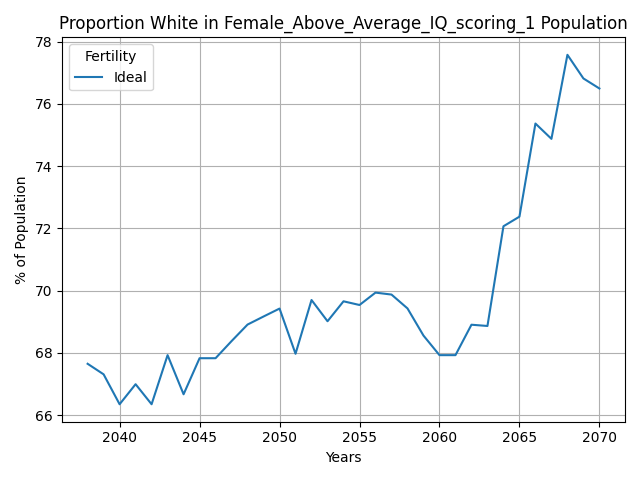 Proportion White in Female_Above_Average_IQ_scoring_1 Population
78
76
74
72
70
68
66
% of Population
Fertility
Ideal
2040 2045 2050 2055 2060 2065 2070
Years